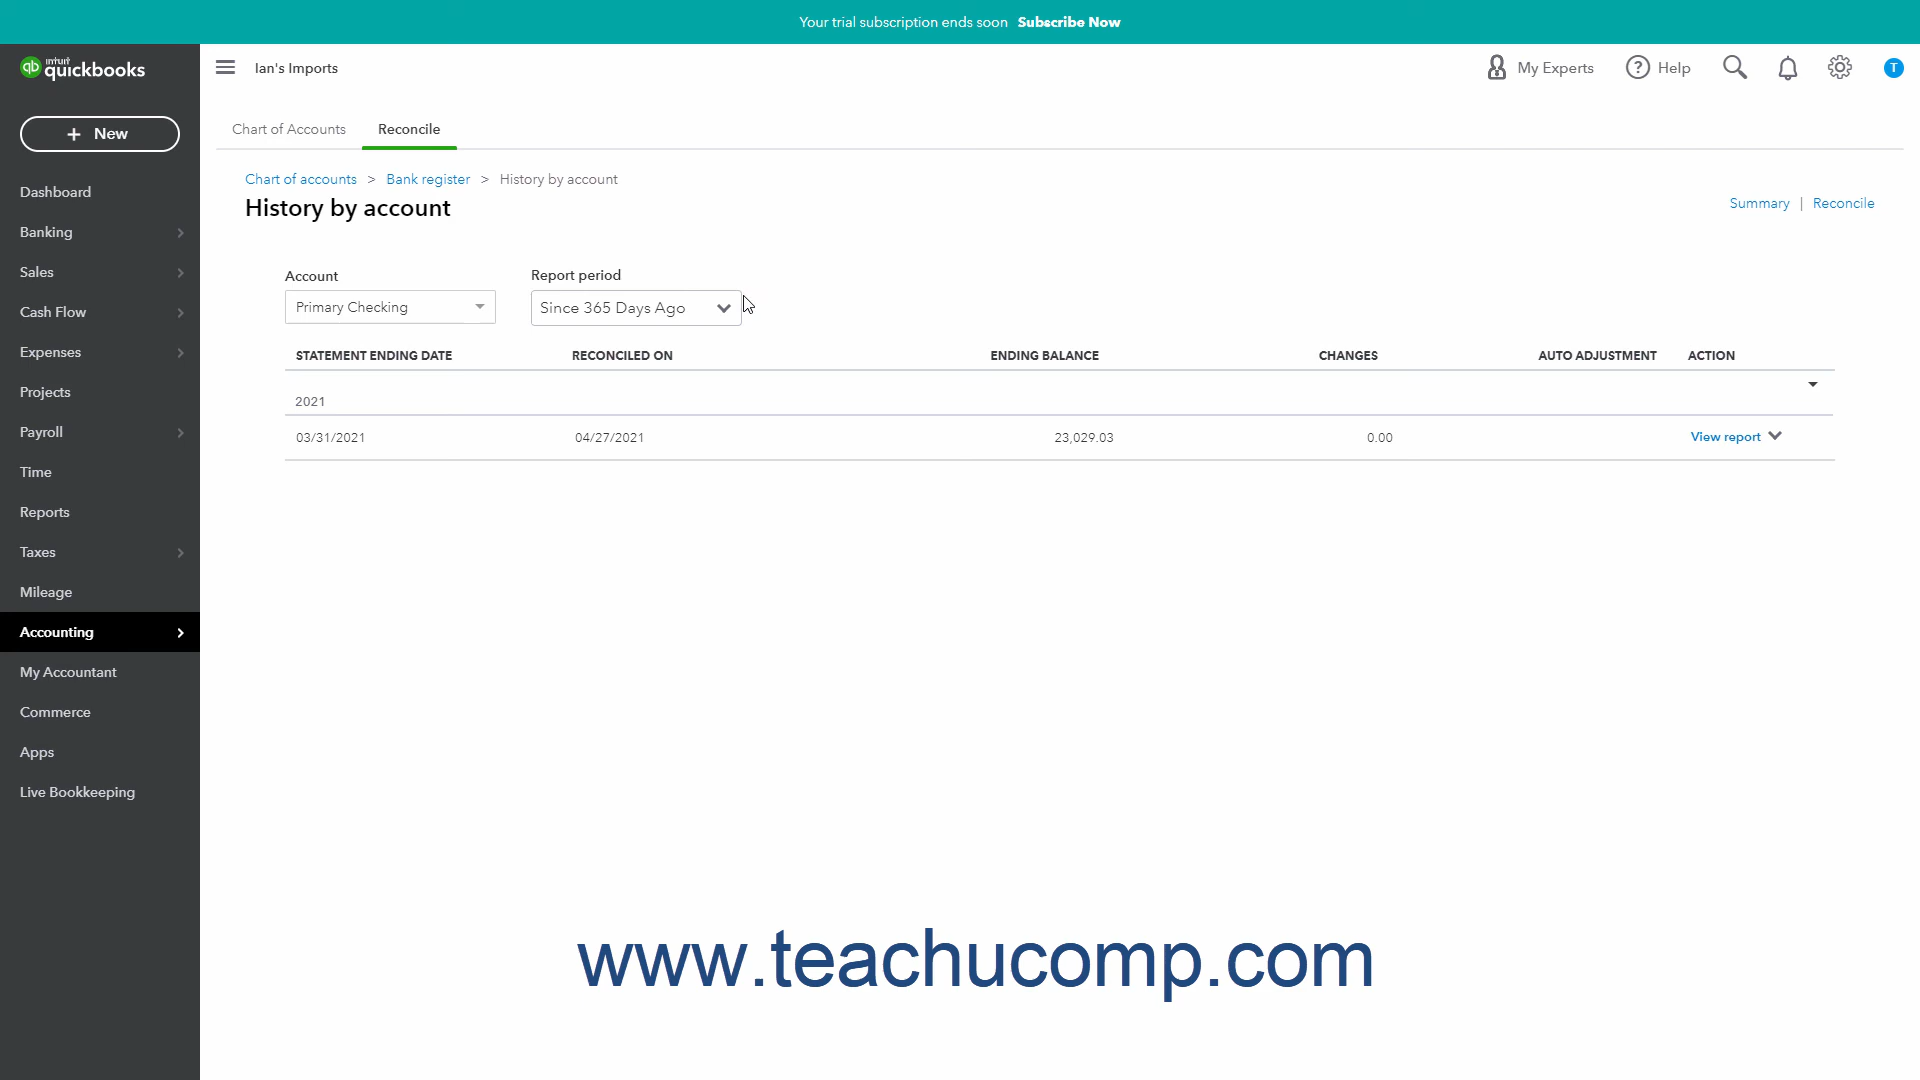 Your trial subscription ends soon Subscribe Now
intuit quickbooks
Ian's Imports
My Experts
Help
T
+ New
Dashboard
Banking
Sales
Cash Flow
Expenses
Projects
Payroll
Time
Reports
Taxes
Mileage
Accounting
My Accountant
Commerce
Apps
Live Bookkeeping
Chart of Accounts Reconcile
Chart of accounts > Bank register > History by account
History by account
Summary | Reconcile
Account Report period
Primary Checking Since 365 Days Ago
STATEMENT ENDING DATE RECONCILED ON ENDING BALANCE CHANGES AUTO ADJUSTMENT ACTION
2021
03/31/2021 04/27/2021 23,029.03 0.00 View report
www.teachucomp.com